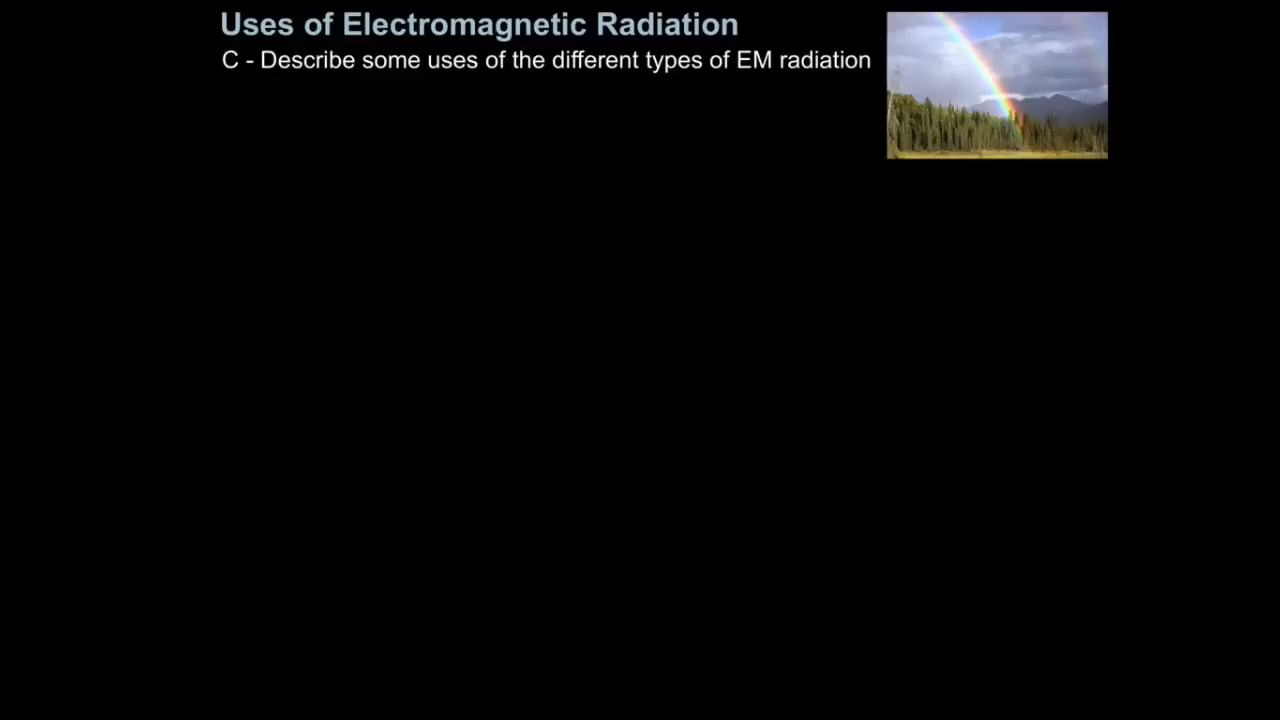 Uses of Electromagnetic Radiation
C - Describe some uses of the different types of EM radiation